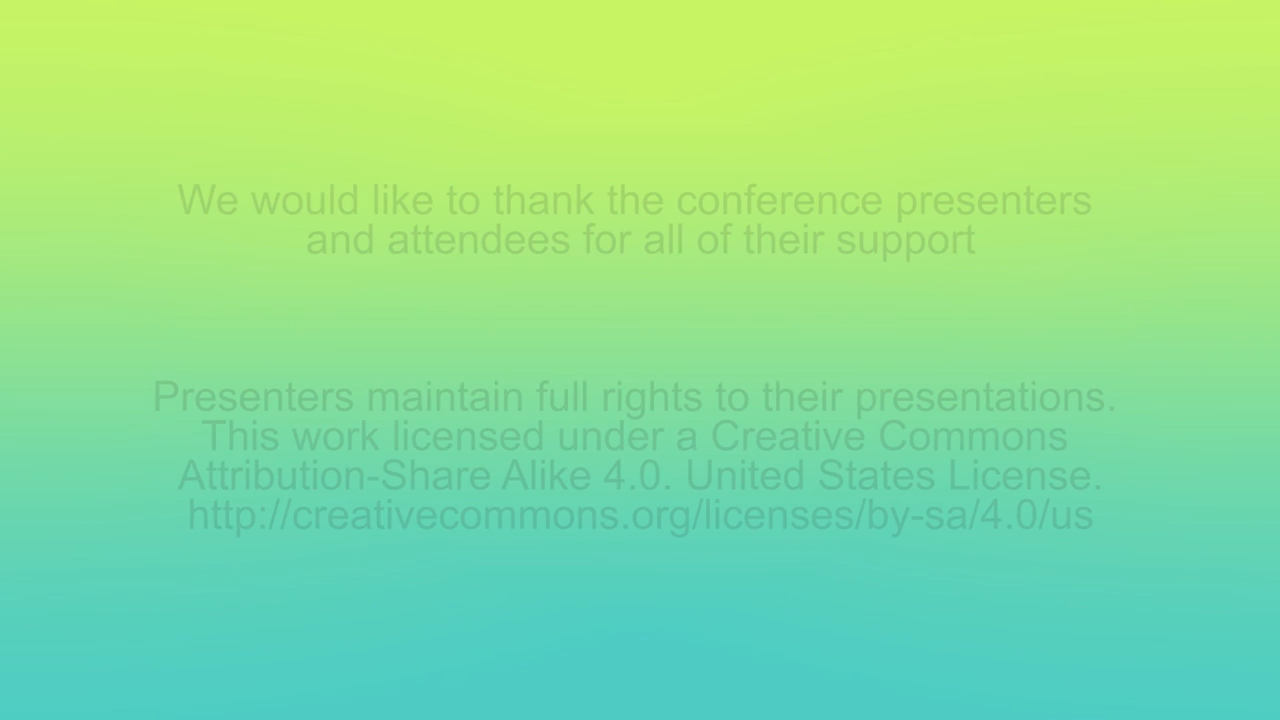 We would like to thank the conference presenters
and attendees for all of their support
Presenters maintain full rights to their presentations.
This work licensed under a Creative Commons
Attribution-Share Alike 4.0. United States License.
http://creativecommons.org/licenses/by-sa/4.0/us